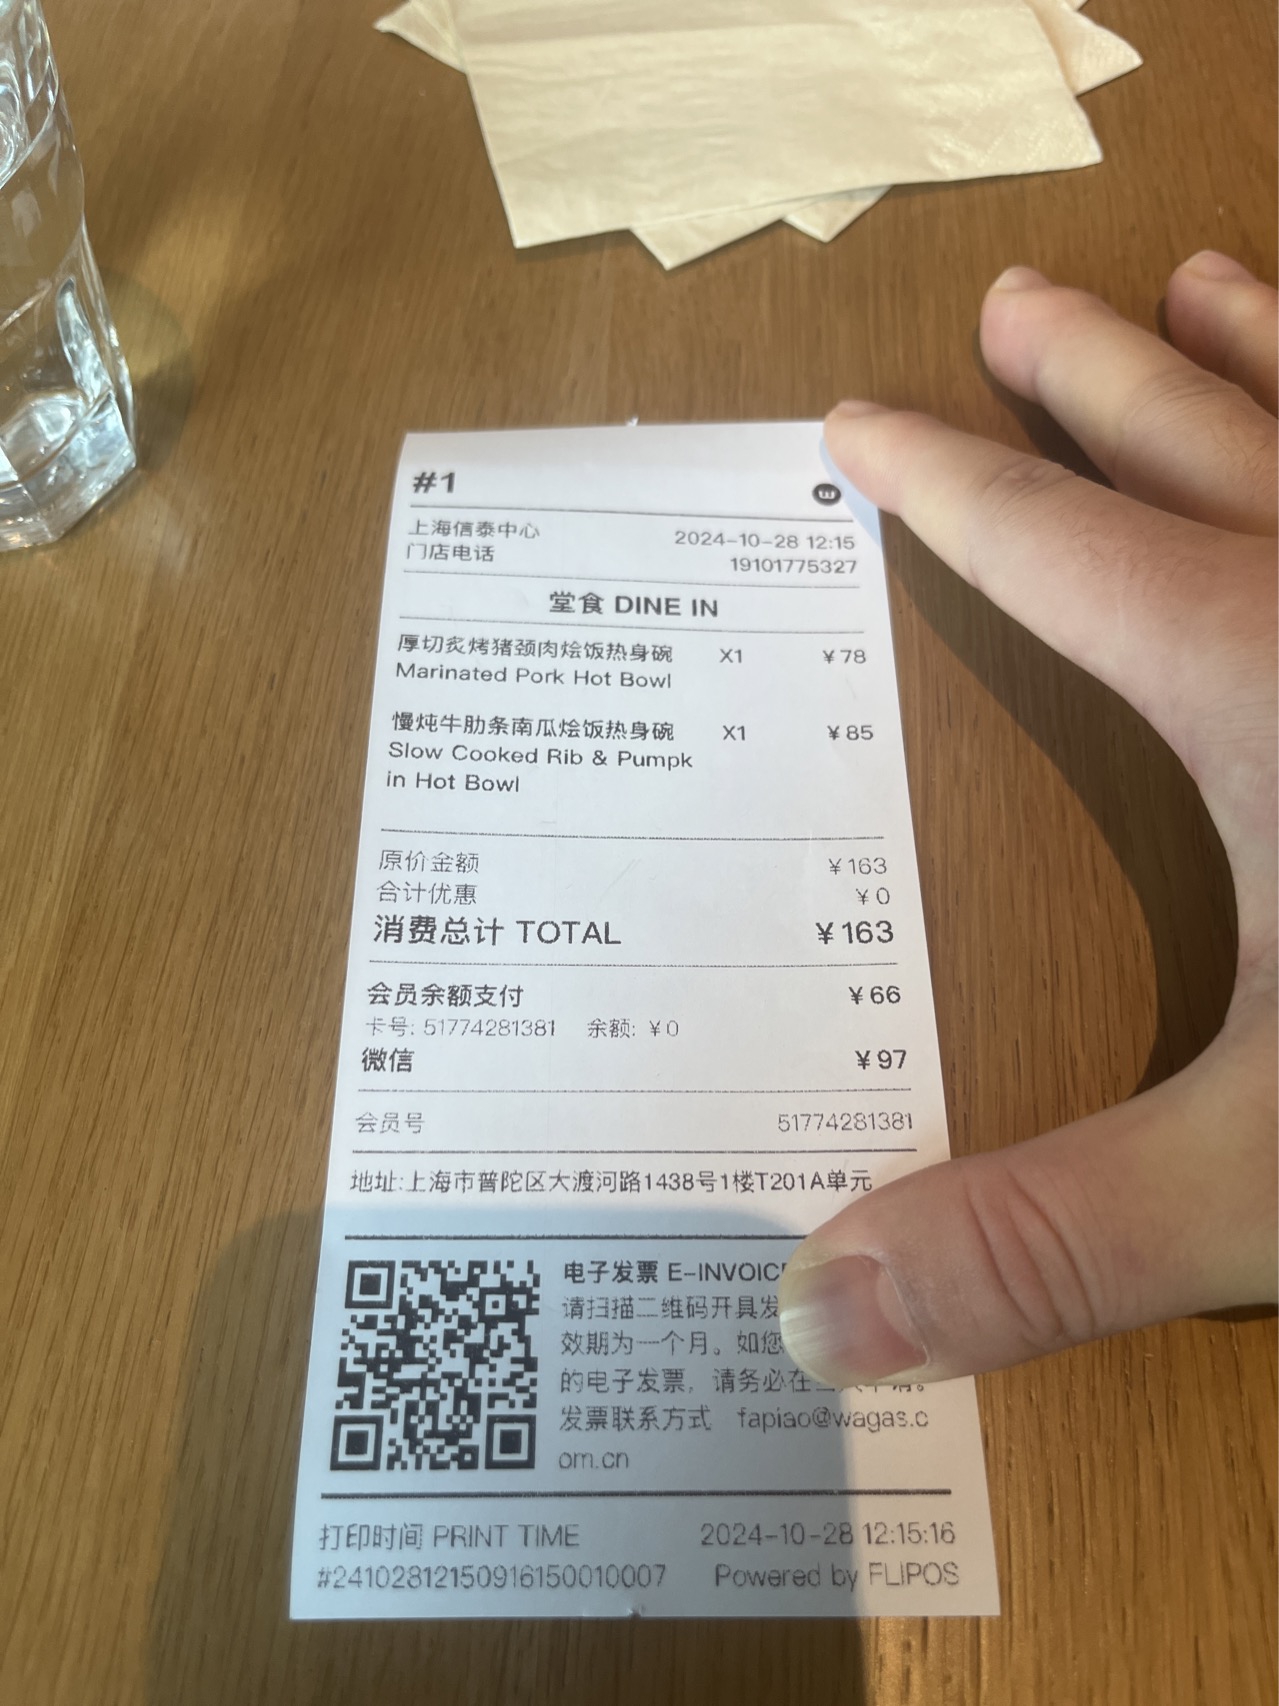 #1
上海信泰中心 2024-10-28 12:15
门店电话 19101775327
堂食 DINE IN
厚切炙烤猪颈肉烩饭热身碗 X1 ¥78
Marinated Pork Hot Bowl
慢炖牛肋条南瓜烩饭热身碗 X1 ¥85
Slow Cooked Rib & Pumpk
in Hot Bowl
原价金额 ¥163
合计优惠 ¥0
消费总计 TOTAL ¥163
会员余额支付 ¥66
卡号: 51774281381 余额: ¥0
微信 ¥97
会员号 51774281381
地址:上海市普陀区大渡河路1438号1楼T201A单元
电子发票 E-INVOICE
请扫描二维码开具发
效期为一个月。如您
的电子发票, 请务必在
发票联系方式 fapiao@wagas.c
om.cn
打印时间 PRINT TIME 2024-10-28 12:15:16
#24102812150916150010007 Powered by FLIPOS